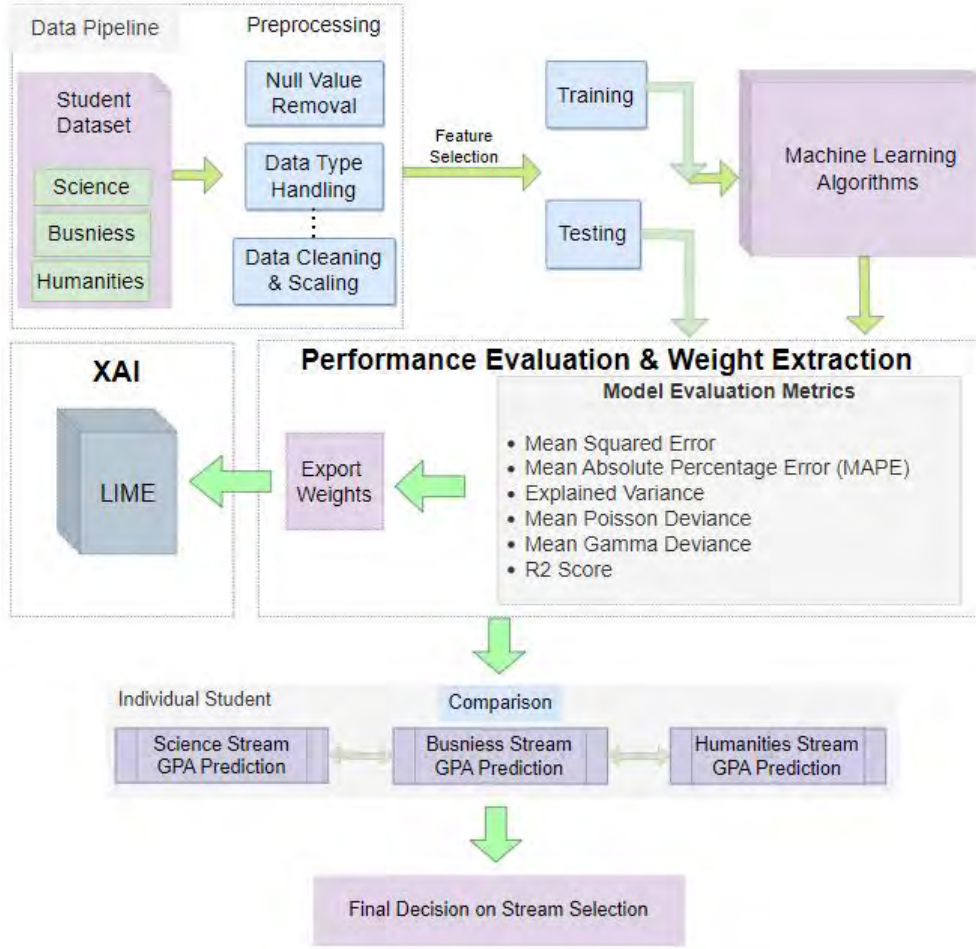 Data Pipeline
Preprocessing
Student
Dataset
Science
Busniess
Humanities
Null Value
Removal
Data Type
Handling
Data Cleaning
& Scaling
Feature
Selection
Training
Testing
Machine Learning
Algorithms
XAI
LIME
Performance Evaluation & Weight Extraction
Model Evaluation Metrics
• Mean Squared Error
• Mean Absolute Percentage Error (MAPE)
• Explained Variance
• Mean Poisson Deviance
• Mean Gamma Deviance
• R2 Score
Export
Weights
Individual Student
Comparison
Science Stream
GPA Prediction
Busniess Stream
GPA Prediction
Humanities Stream
GPA Prediction
Final Decision on Stream Selection